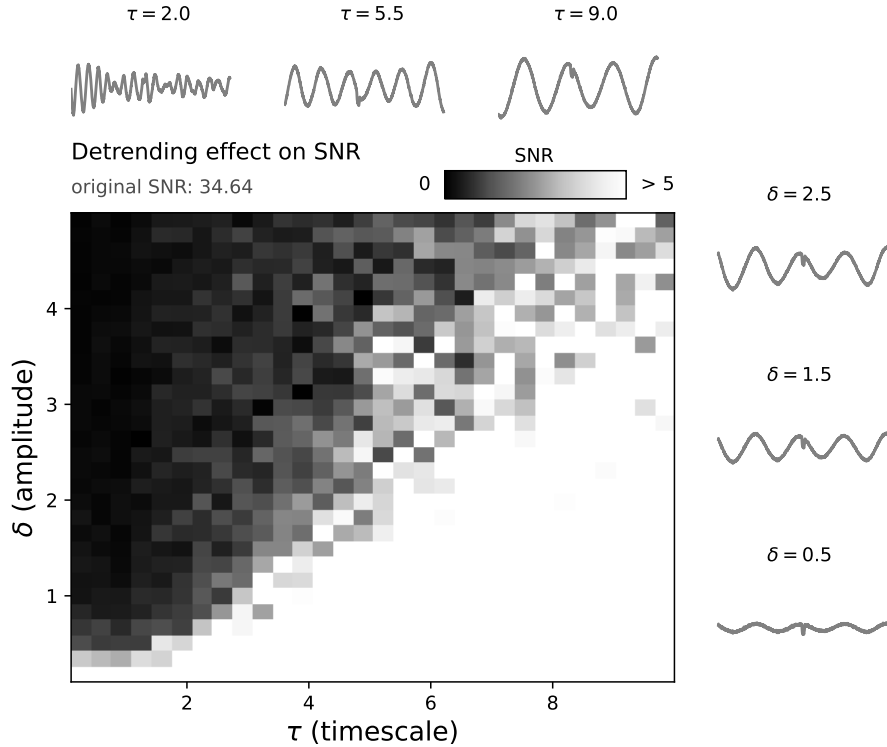 τ = 2.0
τ = 5.5
τ = 9.0
Detrending effect on SNR
original SNR: 34.64
SNR
0
> 5
δ = 2.5
δ = 1.5
δ = 0.5
4
3
2
1
δ (amplitude)
2
4
6
8
τ (timescale)